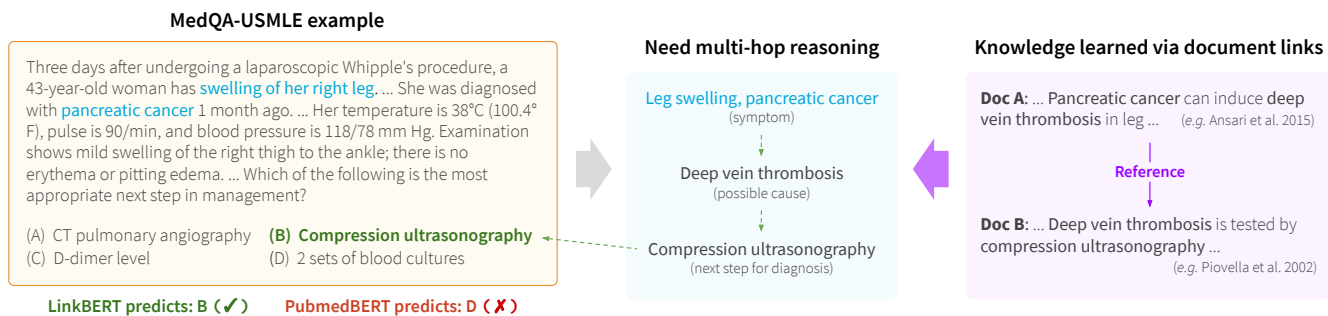 MedQA-USMLE example
Three days after undergoing a laparoscopic Whipple's procedure, a
43-year-old woman has swelling of her right leg. ... She was diagnosed
with pancreatic cancer 1 month ago. ... Her temperature is 38°C (100.4°
F), pulse is 90/min, and blood pressure is 118/78 mm Hg. Examination
shows mild swelling of the right thigh to the ankle; there is no
erythema or pitting edema. ... Which of the following is the most
appropriate next step in management?
(A) CT pulmonary angiography (B) Compression ultrasonography
(C) D-dimer level (D) 2 sets of blood cultures
LinkBERT predicts: B (✓) PubmedBERT predicts: D (✗)
Need multi-hop reasoning
Leg swelling, pancreatic cancer
(symptom)
Deep vein thrombosis
(possible cause)
Compression ultrasonography
(next step for diagnosis)
Knowledge learned via document links
Doc A: ... Pancreatic cancer can induce deep
vein thrombosis in leg ... (e.g. Ansari et al. 2015)
Reference
Doc B: ... Deep vein thrombosis is tested by
compression ultrasonography ...
(e.g. Piovella et al. 2002)